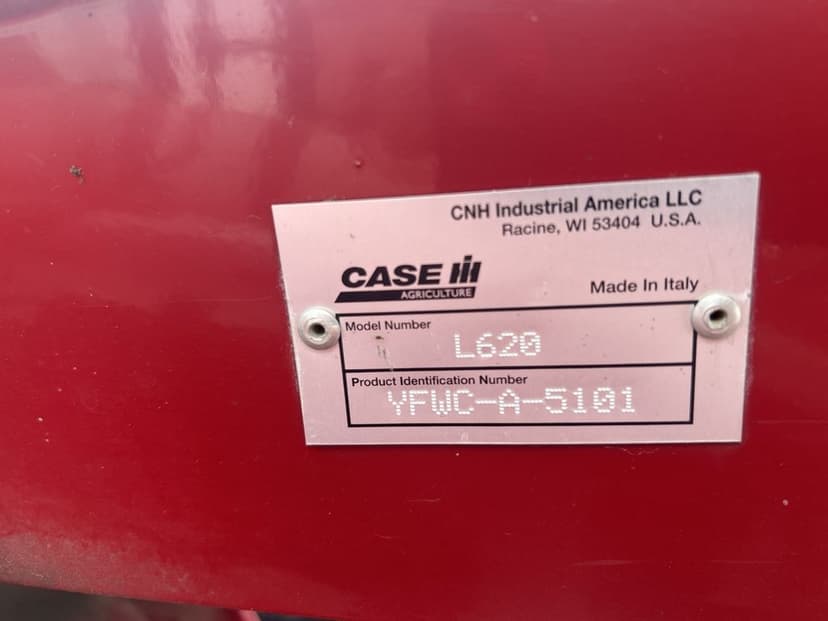 CNH Industrial America LLC
Racine, WI 53404 U.S.A.
CASE IH
AGRICULTURE
Made In Italy
Model Number
L620
Product Identification Number
YFWC-A-5101